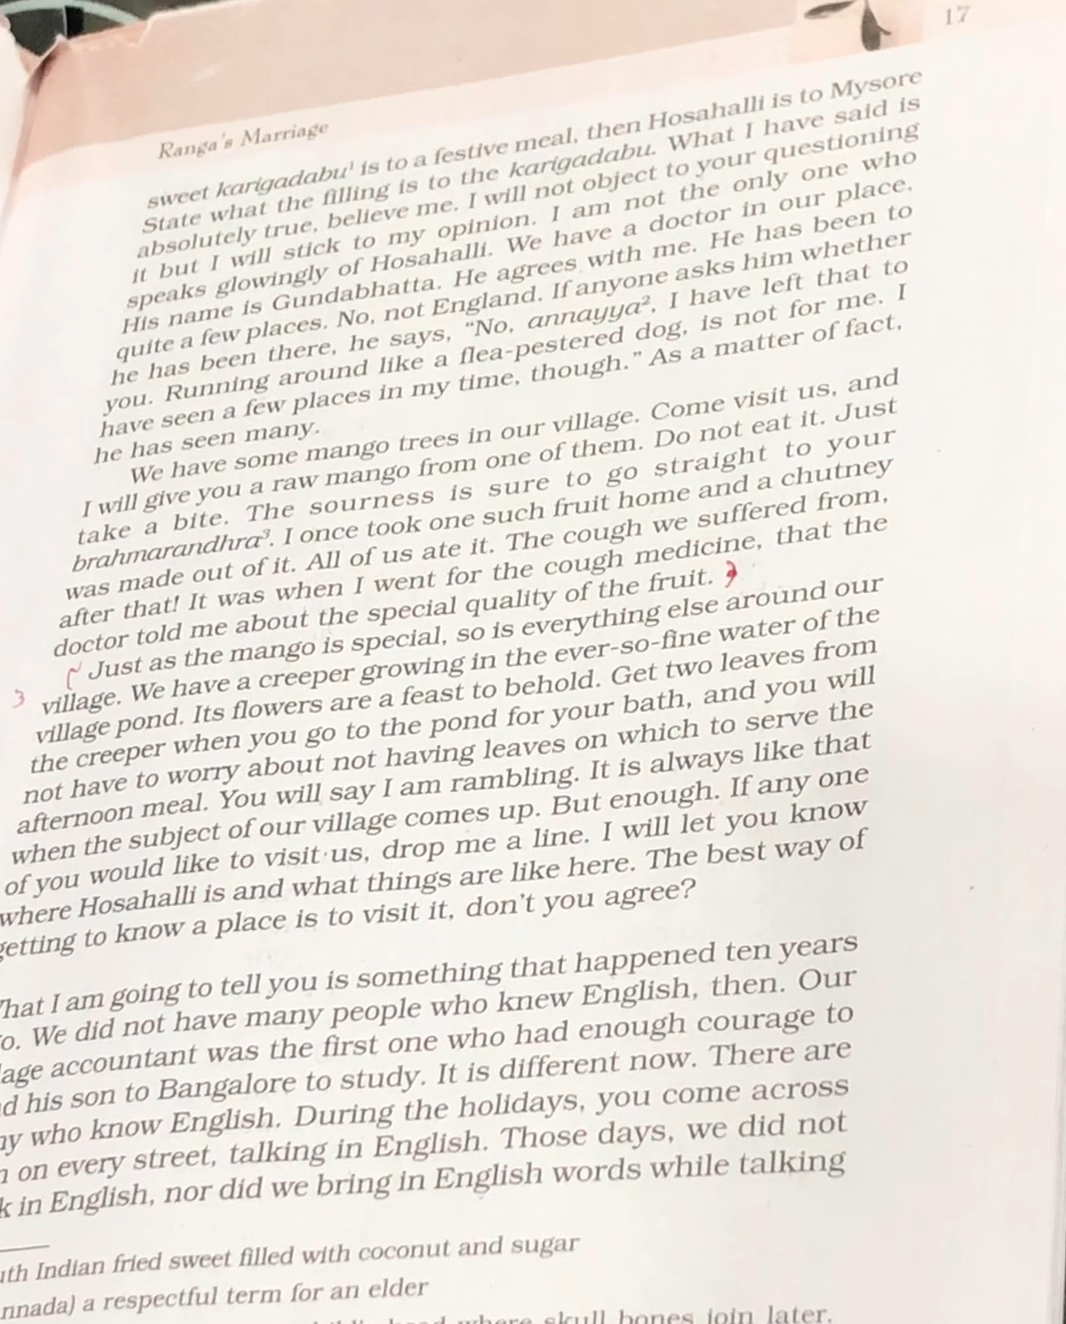 17
Ranga's Marriage
sweet karigadabu¹ is to a festive meal, then Hosahalli is to Mysore
State what the filling is to the karigadabu. What I have said is
absolutely true, believe me. I will not object to your questioning
it but I will stick to my opinion. I am not the only one who
speaks glowingly of Hosahalli. We have a doctor in our place.
His name is Gundabhatta. He agrees with me. He has been to
quite a few places. No, not England. If anyone asks him whether
he has been there, he says, “No, annayya², I have left that to
you. Running around like a flea-pestered dog, is not for me. I
have seen a few places in my time, though.” As a matter of fact,
he has seen many.
We have some mango trees in our village. Come visit us, and
I will give you a raw mango from one of them. Do not eat it. Just
take a bite. The sourness is sure to go straight to your
brahmarandhra³. I once took one such fruit home and a chutney
was made out of it. All of us ate it. The cough we suffered from,
after that! It was when I went for the cough medicine, that the
doctor told me about the special quality of the fruit.
Just as the mango is special, so is everything else around our
3 village. We have a creeper growing in the ever-so-fine water of the
village pond. Its flowers are a feast to behold. Get two leaves from
the creeper when you go to the pond for your bath, and you will
not have to worry about not having leaves on which to serve the
afternoon meal. You will say I am rambling. It is always like that
when the subject of our village comes up. But enough. If any one
of you would like to visit us, drop me a line. I will let you know
where Hosahalli is and what things are like here. The best way of
getting to know a place is to visit it, don't you agree?
hat I am going to tell you is something that happened ten years
o. We did not have many people who knew English, then. Our
age accountant was the first one who had enough courage to
d his son to Bangalore to study. It is different now. There are
ny who know English. During the holidays, you come across
on every street, talking in English. Those days, we did not
k in English, nor did we bring in English words while talking
uth Indian fried sweet filled with coconut and sugar
nnada) a respectful term for an elder
where skull bones join later.